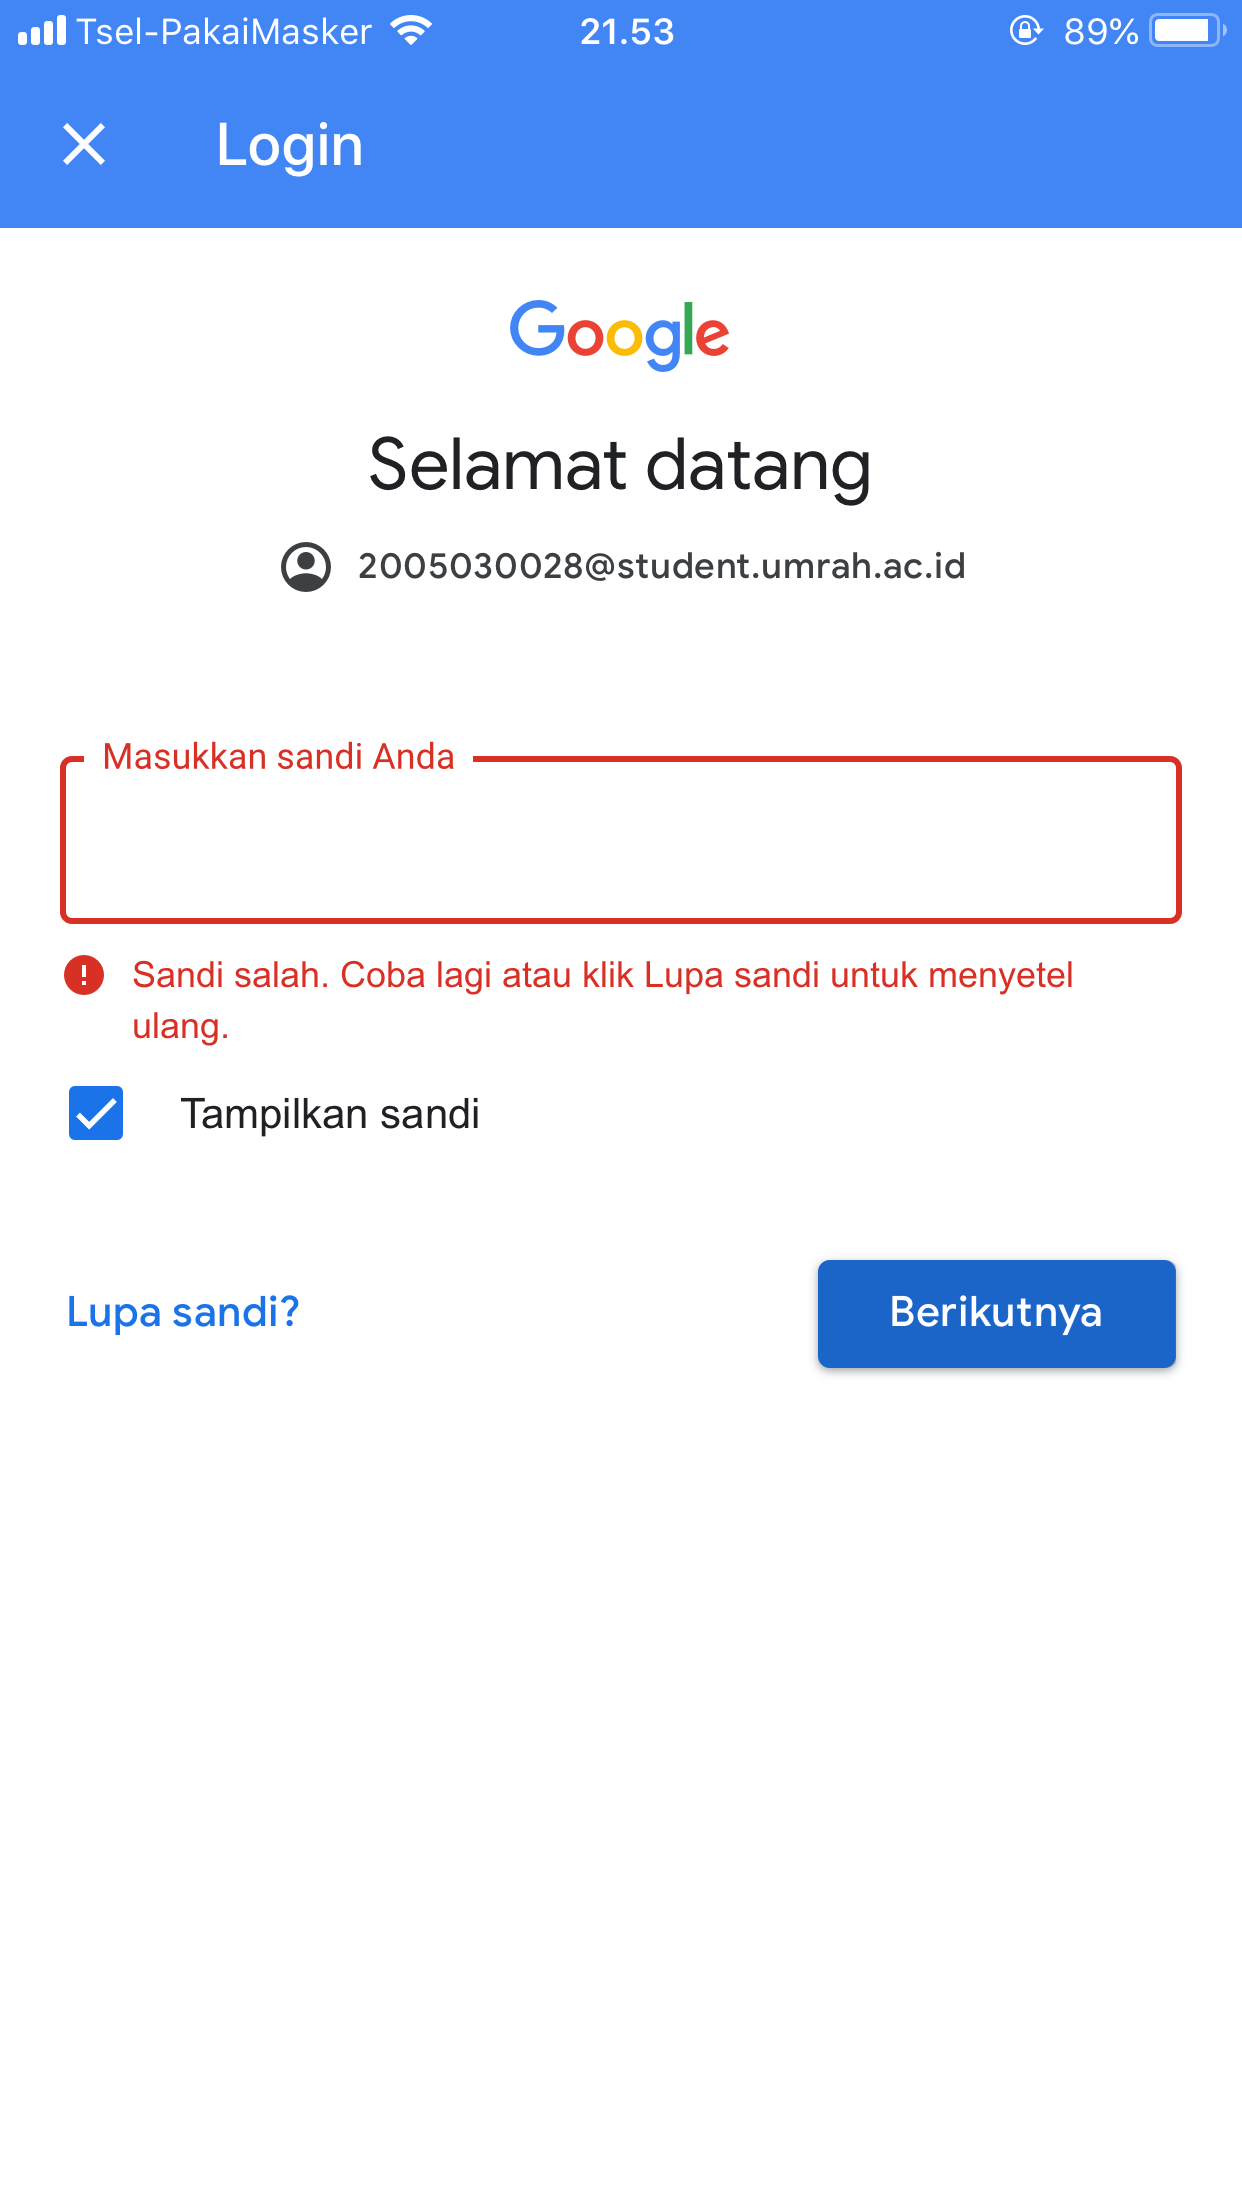 Tsel-PakaiMasker 21.53 89%
Login
Google
Selamat datang
2005030028@student.umrah.ac.id
Masukkan sandi Anda
Sandi salah. Coba lagi atau klik Lupa sandi untuk menyetel
ulang.
Tampilkan sandi
Lupa sandi? Berikutnya